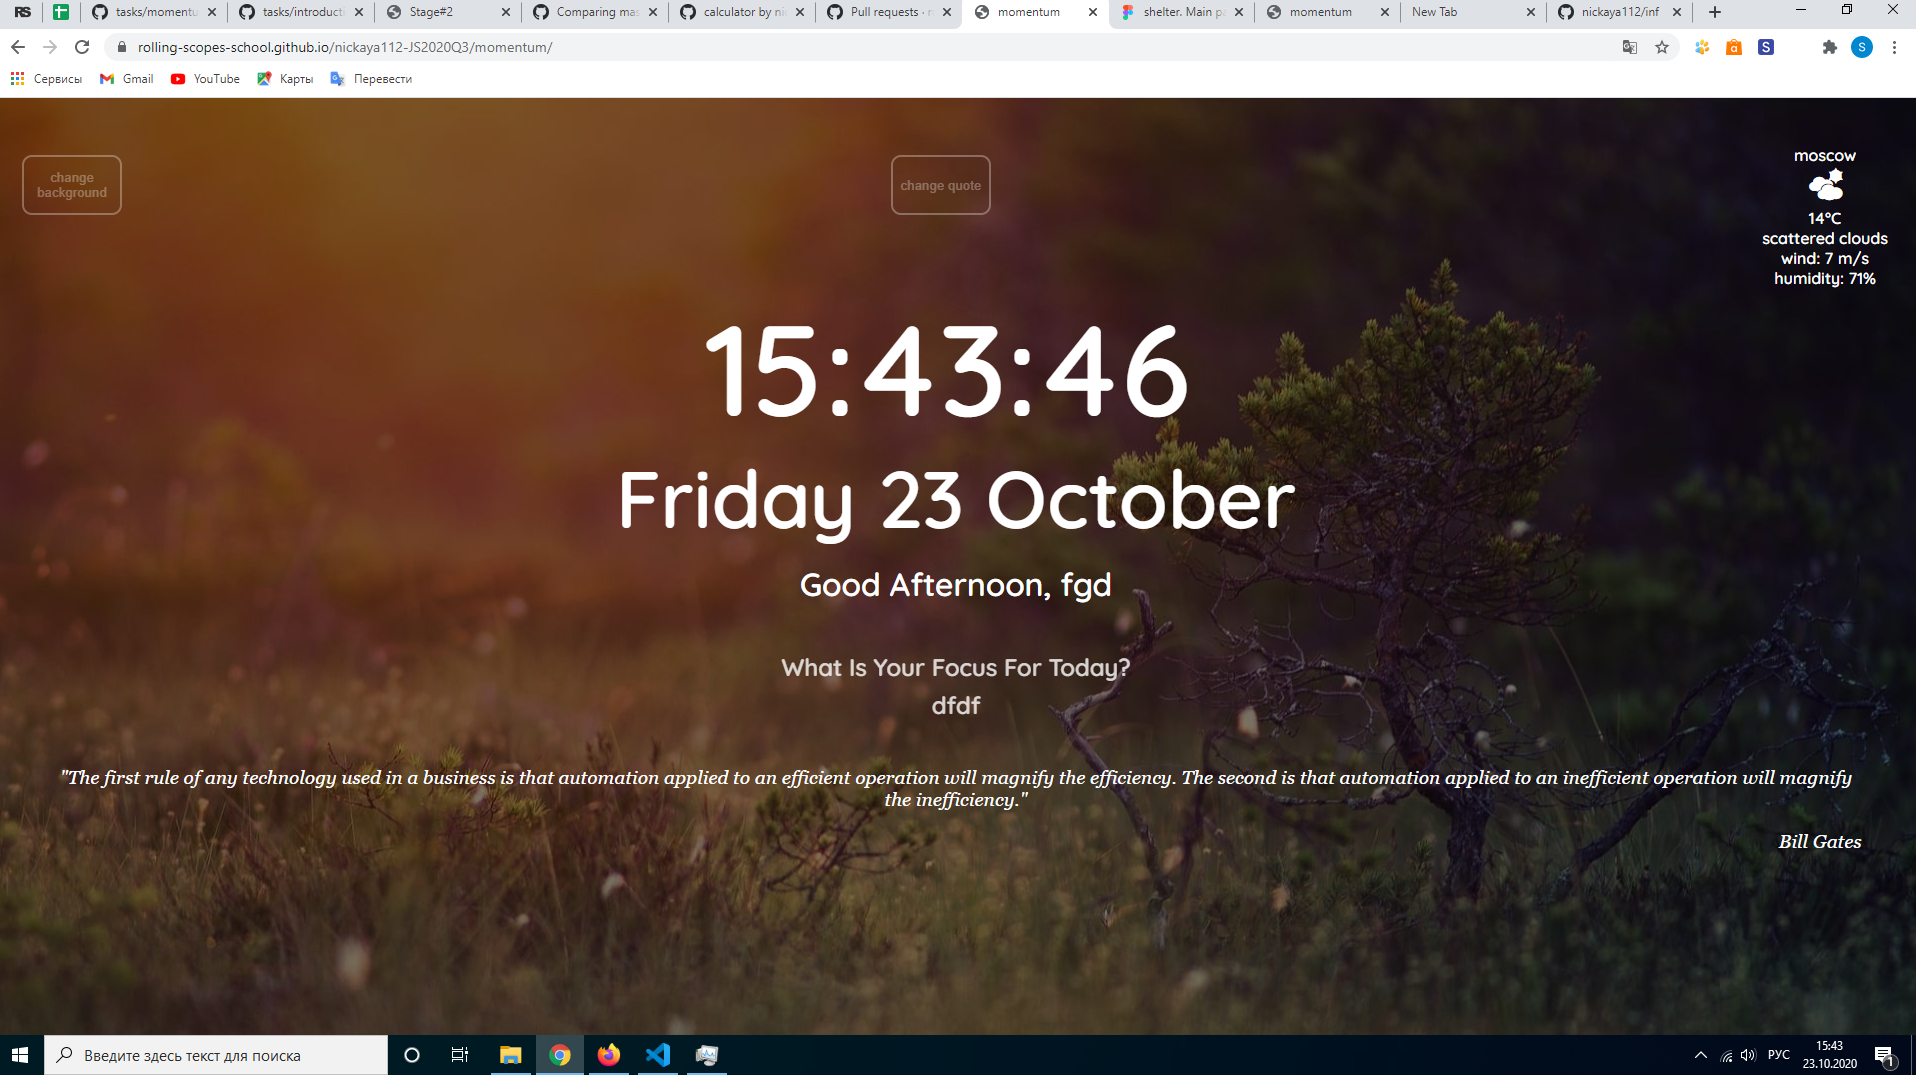 RS
tasks/momentu
tasks/introducti
Stage#2
Comparing mas
calculator by nic
Pull requests · r
momentum
shelter. Main pa
momentum
New Tab
nickaya112/inf
rolling-scopes-school.github.io/nickaya112-JS2020Q3/momentum/
S
S
Сервисы
Gmail
YouTube
Карты
Перевести
change
background
change quote
moscow
14°C
scattered clouds
wind: 7 m/s
humidity: 71%
15:43:46
Friday 23 October
Good Afternoon, fgd
What Is Your Focus For Today?
dfdf
"The first rule of any technology used in a business is that automation applied to an efficient operation will magnify the efficiency. The second is that automation applied to an inefficient operation will magnify
the inefficiency."
Bill Gates
Введите здесь текст для поиска
РУС
15:43
23.10.2020
1